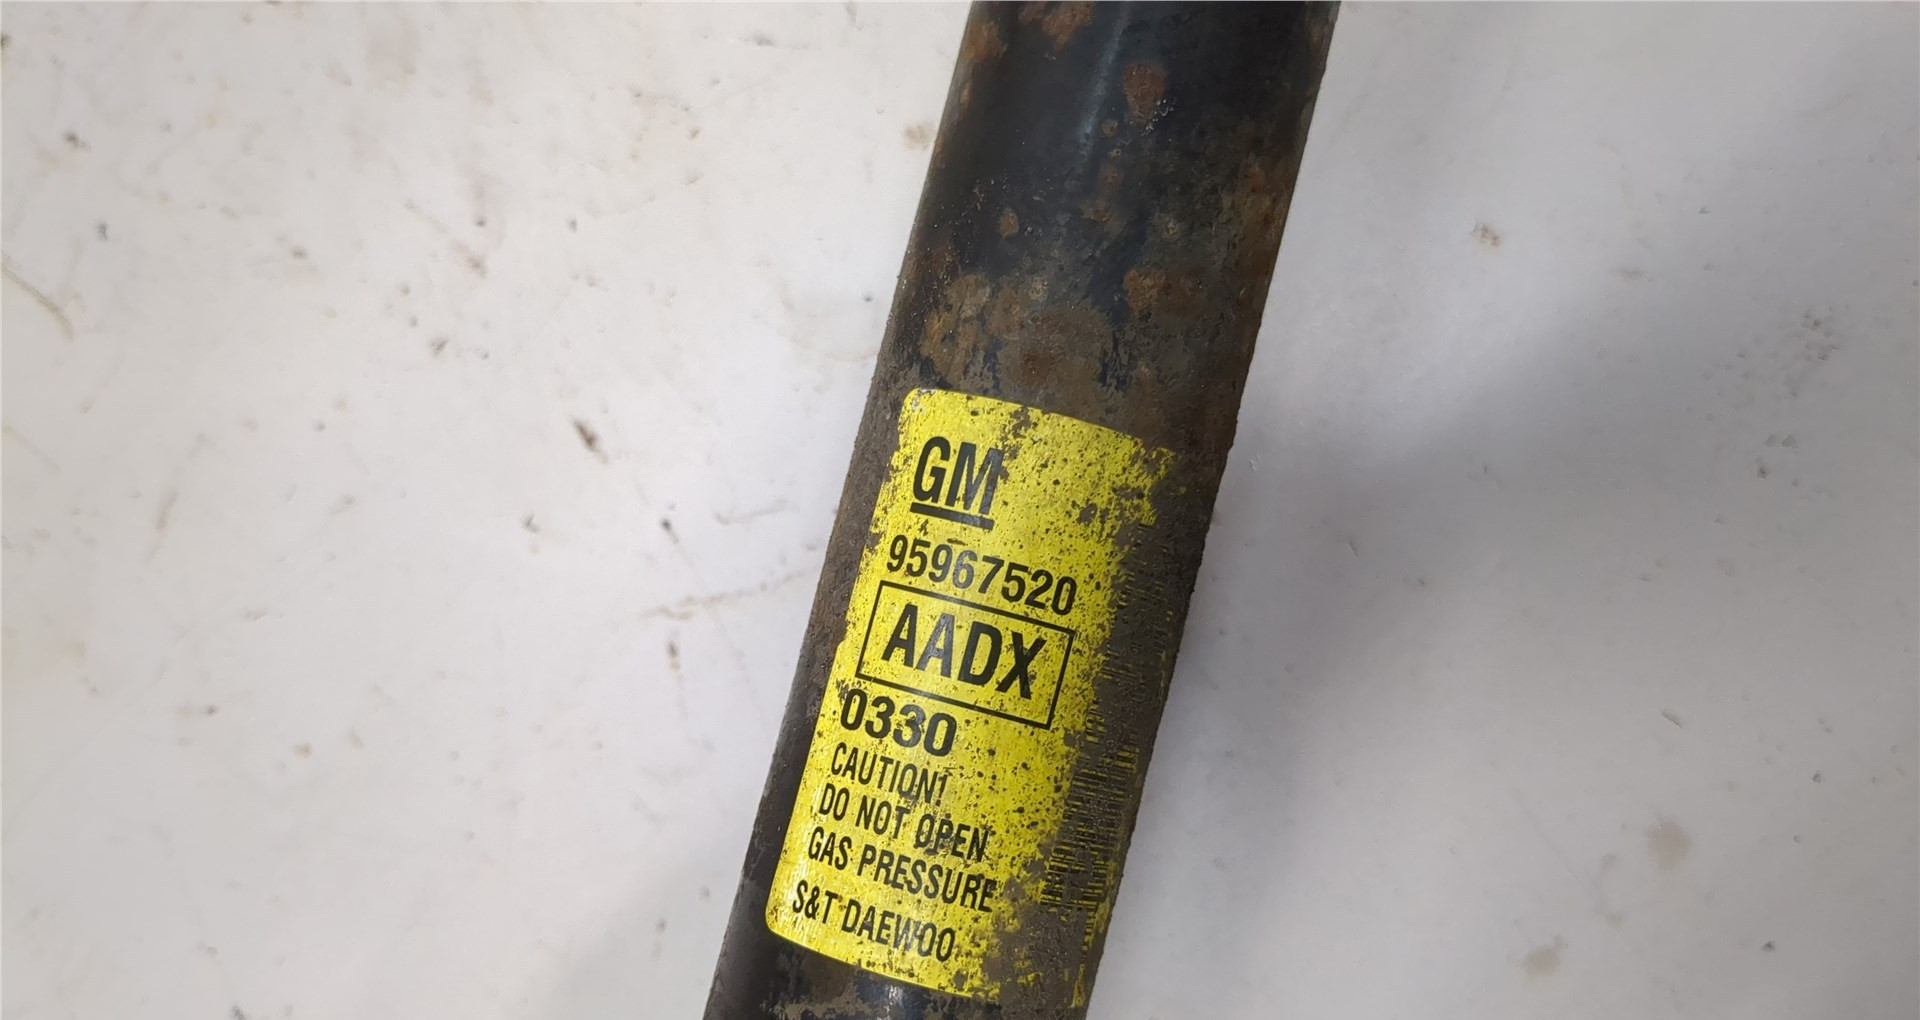 GM
95967520
AADX
0330
CAUTION!
DO NOT OPEN
GAS PRESSURE
S&T DAEWOO